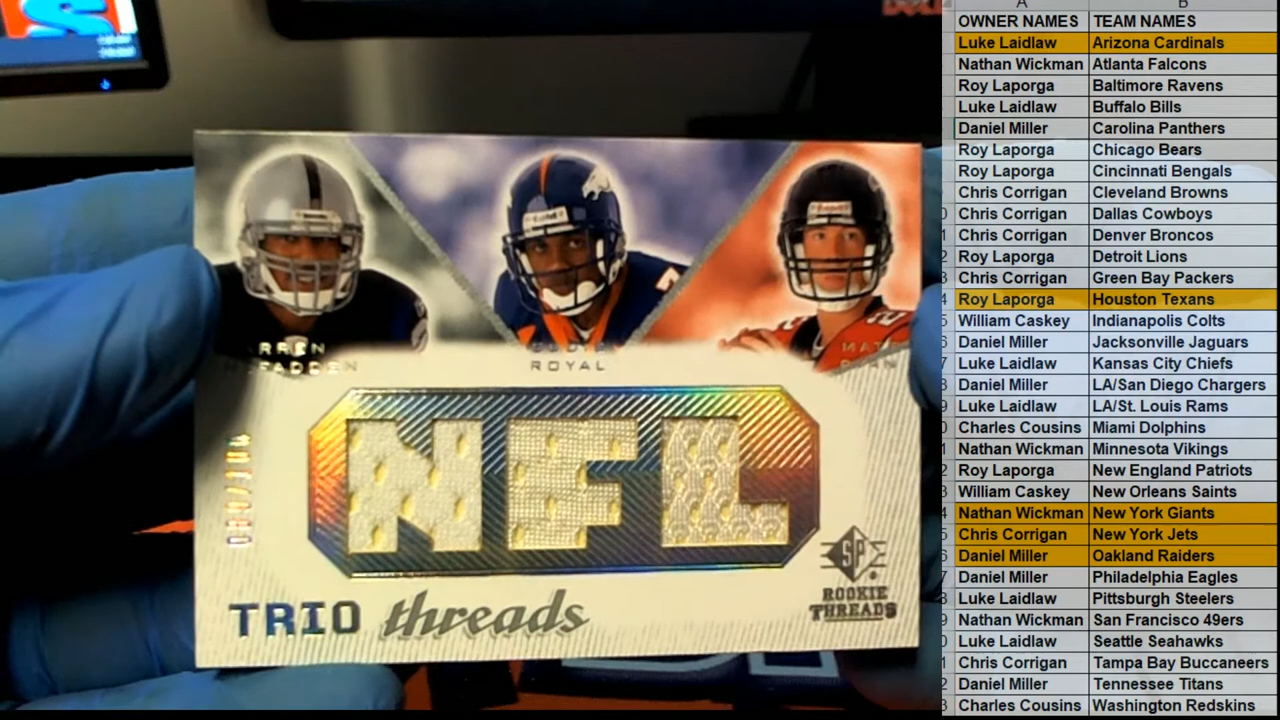 A B
OWNER NAMES TEAM NAMES
Luke Laidlaw Arizona Cardinals
Nathan Wickman Atlanta Falcons
Roy Laporga Baltimore Ravens
Luke Laidlaw Buffalo Bills
Daniel Miller Carolina Panthers
Roy Laporga Chicago Bears
Roy Laporga Cincinnati Bengals
Chris Corrigan Cleveland Browns
Chris Corrigan Dallas Cowboys
Chris Corrigan Denver Broncos
Roy Laporga Detroit Lions
Chris Corrigan Green Bay Packers
Roy Laporga Houston Texans
William Caskey Indianapolis Colts
Daniel Miller Jacksonville Jaguars
Luke Laidlaw Kansas City Chiefs
Daniel Miller LA/San Diego Chargers
Luke Laidlaw LA/St. Louis Rams
Charles Cousins Miami Dolphins
Nathan Wickman Minnesota Vikings
Roy Laporga New England Patriots
William Caskey New Orleans Saints
Nathan Wickman New York Giants
Chris Corrigan New York Jets
Daniel Miller Oakland Raiders
Daniel Miller Philadelphia Eagles
Luke Laidlaw Pittsburgh Steelers
Nathan Wickman San Francisco 49ers
Luke Laidlaw Seattle Seahawks
Chris Corrigan Tampa Bay Buccaneers
Daniel Miller Tennessee Titans
Charles Cousins Washington Redskins
ROYAL
NFL
TRIO threads
SP
ROOKIE
THREADS